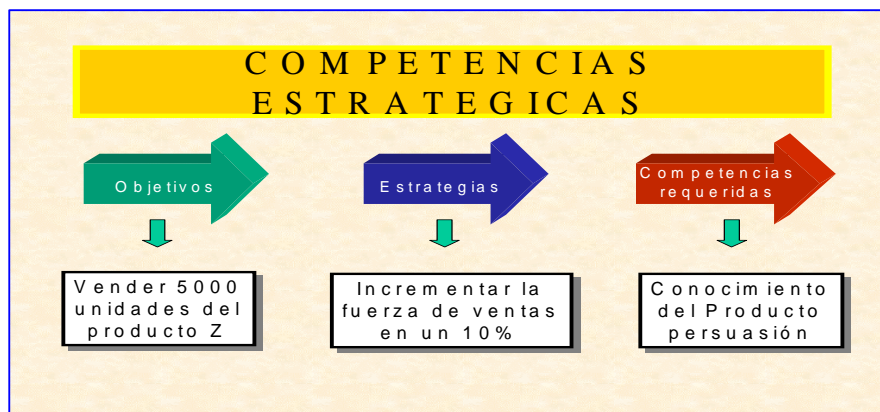 COMPETENCIAS
ESTRATEGICAS
Objetivos
Estrategias
Competencias
requeridas
Vender 5000
unidades del
producto Z
Incrementar la
fuerza de ventas
en un 10%
Conocimiento
del Producto
persuasión